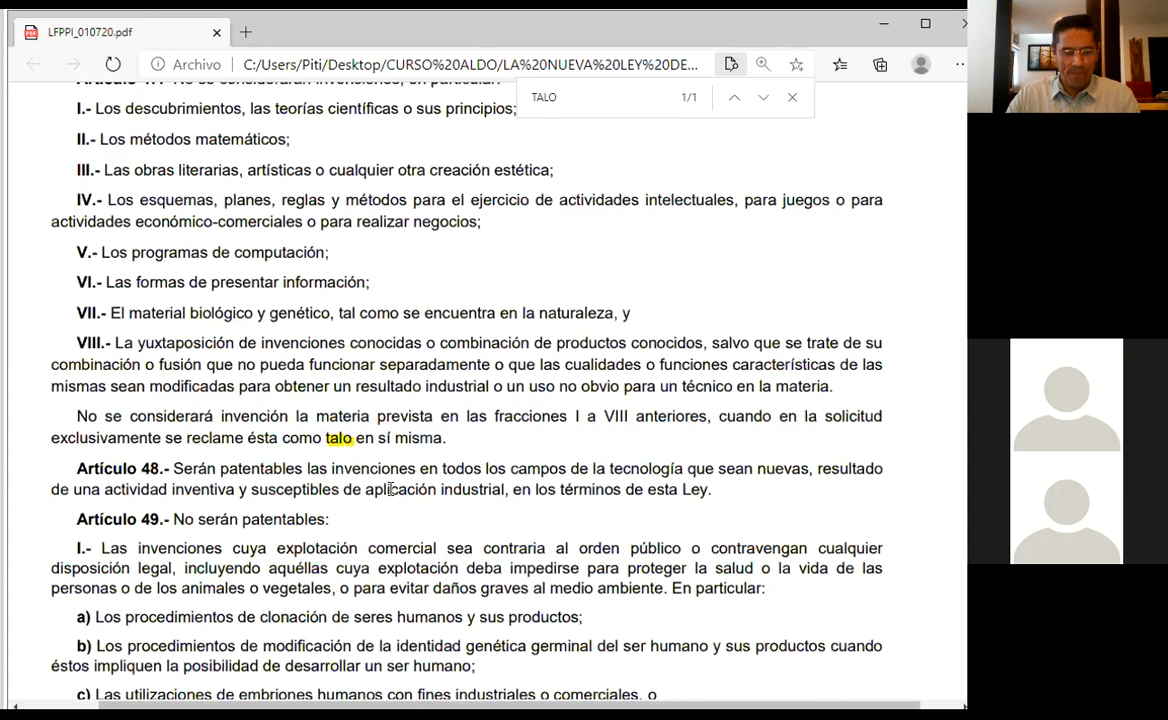 LFPPI_010720.pdf
Archivo
C:/Users/Piti/Desktop/CURSO%20ALDO/LA%20NUEVA%20LEY%20DE...
TALO
1/1
I.- Los descubrimientos, las teorías científicas o sus principios;
II.- Los métodos matemáticos;
III.- Las obras literarias, artísticas o cualquier otra creación estética;
IV.- Los esquemas, planes, reglas y métodos para el ejercicio de actividades intelectuales, para juegos o para
actividades económico-comerciales o para realizar negocios;
V.- Los programas de computación;
VI.- Las formas de presentar información;
VII.- El material biológico y genético, tal como se encuentra en la naturaleza, y
VIII.- La yuxtaposición de invenciones conocidas o combinación de productos conocidos, salvo que se trate de su
combinación o fusión que no pueda funcionar separadamente o que las cualidades o funciones características de las
mismas sean modificadas para obtener un resultado industrial o un uso no obvio para un técnico en la materia.
No se considerará invención la materia prevista en las fracciones I a VIII anteriores, cuando en la solicitud
exclusivamente se reclame ésta como talo en sí misma.
Artículo 48.- Serán patentables las invenciones en todos los campos de la tecnología que sean nuevas, resultado
de una actividad inventiva y susceptibles de aplicación industrial, en los términos de esta Ley.
Artículo 49.- No serán patentables:
I.- Las invenciones cuya explotación comercial sea contraria al orden público o contravengan cualquier
disposición legal, incluyendo aquéllas cuya explotación deba impedirse para proteger la salud o la vida de las
personas o de los animales o vegetales, o para evitar daños graves al medio ambiente. En particular:
a) Los procedimientos de clonación de seres humanos y sus productos;
b) Los procedimientos de modificación de la identidad genética germinal del ser humano y sus productos cuando
éstos impliquen la posibilidad de desarrollar un ser humano;
c) Las utilizaciones de embriones humanos con fines industriales o comerciales, o